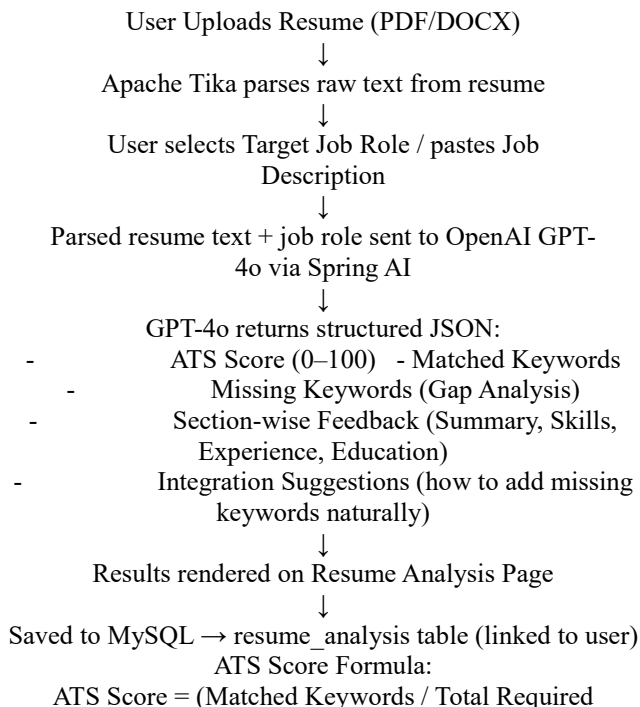 User Uploads Resume (PDF/DOCX)
↓
Apache Tika parses raw text from resume
↓
User selects Target Job Role / pastes Job
Description
↓
Parsed resume text + job role sent to OpenAI GPT-
4o via Spring AI
↓
GPT-4o returns structured JSON:
- ATS Score (0–100) - Matched Keywords
- Missing Keywords (Gap Analysis)
- Section-wise Feedback (Summary, Skills,
Experience, Education)
- Integration Suggestions (how to add missing
keywords naturally)
↓
Results rendered on Resume Analysis Page
↓
Saved to MySQL → resume_analysis table (linked to user)
ATS Score Formula:
ATS Score = (Matched Keywords / Total Required